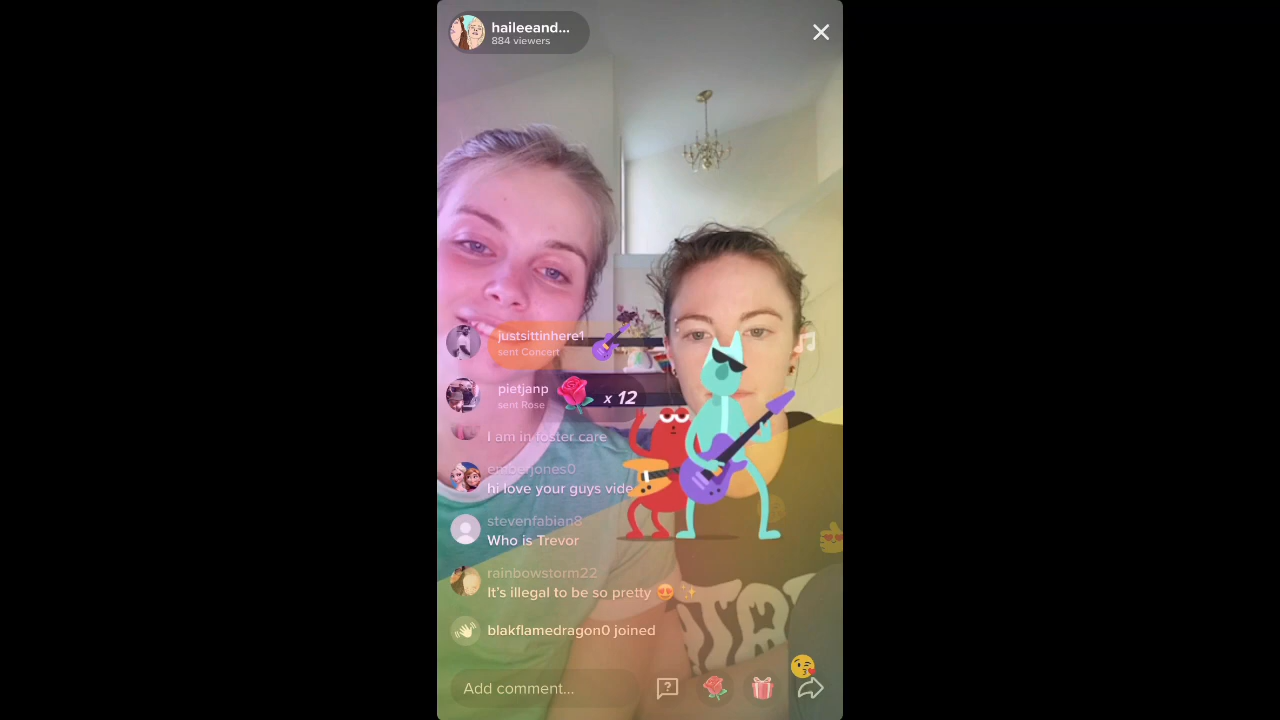 haileeand...
884 viewers
justsittinhere1
sent Concert
pietjanp
sent Rose
x 12
I am in foster care
emberjones0
hi love your guys vide
stevenfabian8
Who is Trevor
rainbowstorm22
It's illegal to be so pretty 😍 ✨
blakflamedragon0 joined
Add comment...